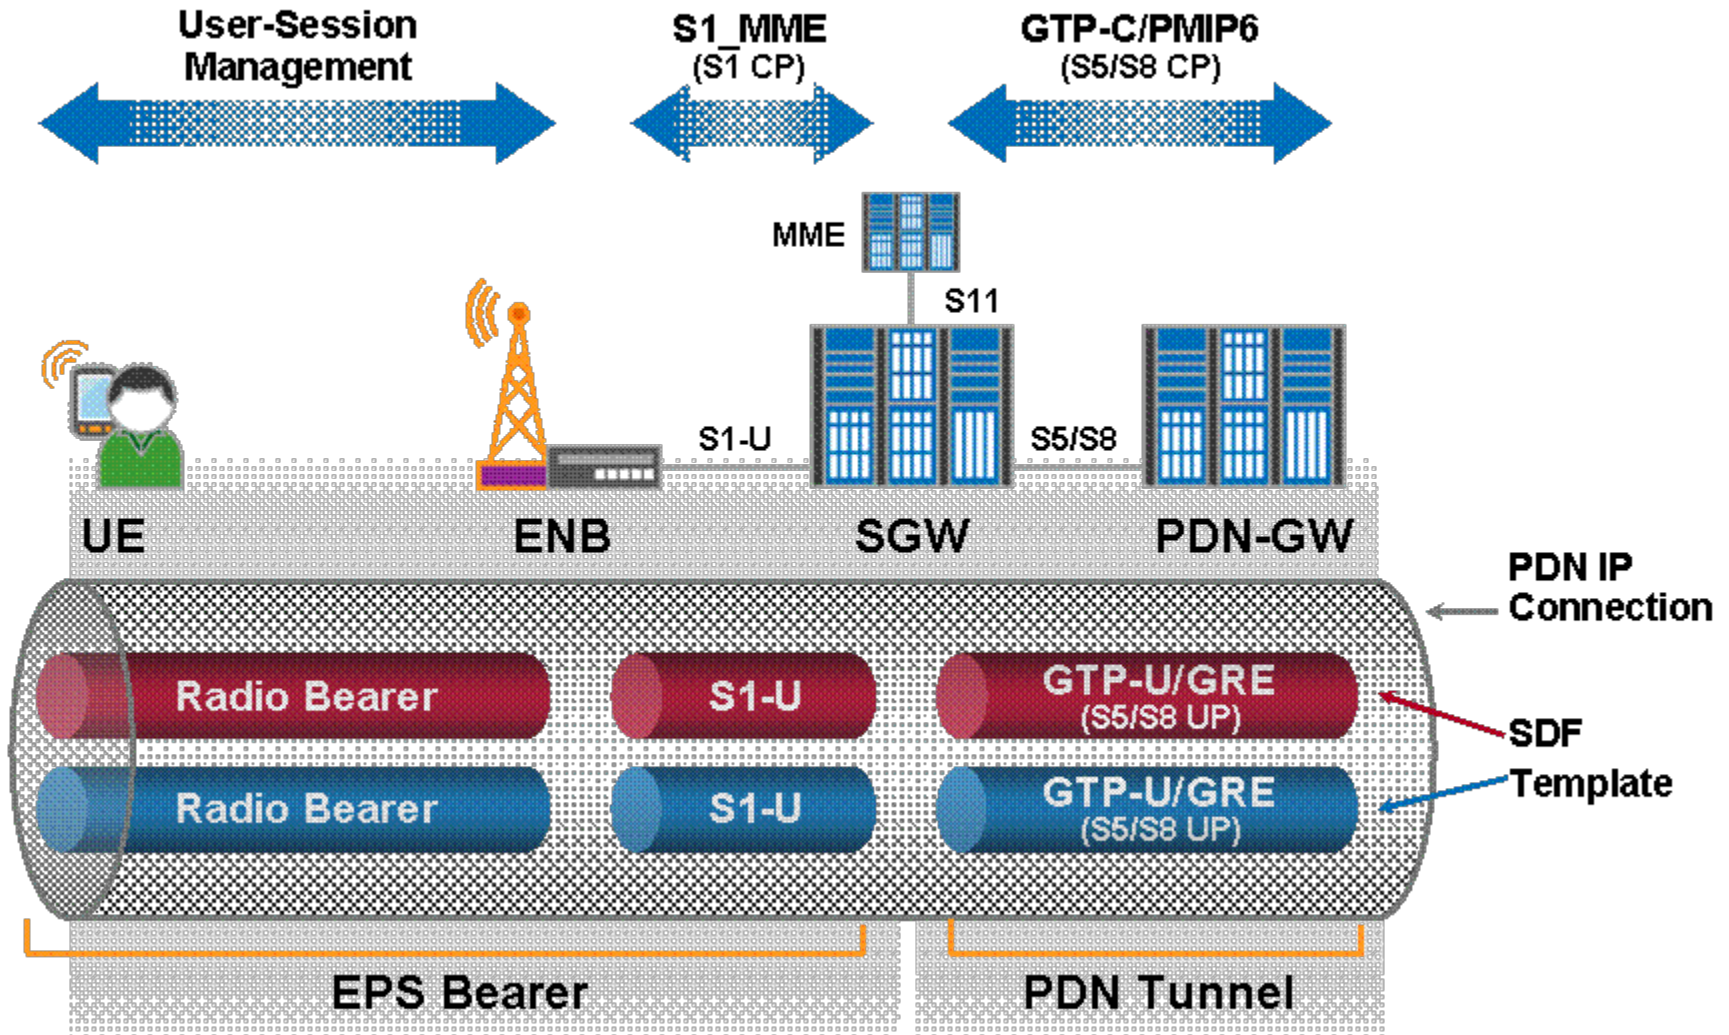 User-Session
Management
S1_MME
(S1 CP)
GTP-C/PMIP6
(S5/S8 CP)
MME
S11
S1-U
S5/S8
UE
ENB
SGW
PDN-GW
PDN IP
Connection
Radio Bearer
S1-U
GTP-U/GRE
(S5/S8 UP)
SDF
Template
Radio Bearer
S1-U
GTP-U/GRE
(S5/S8 UP)
EPS Bearer
PDN Tunnel